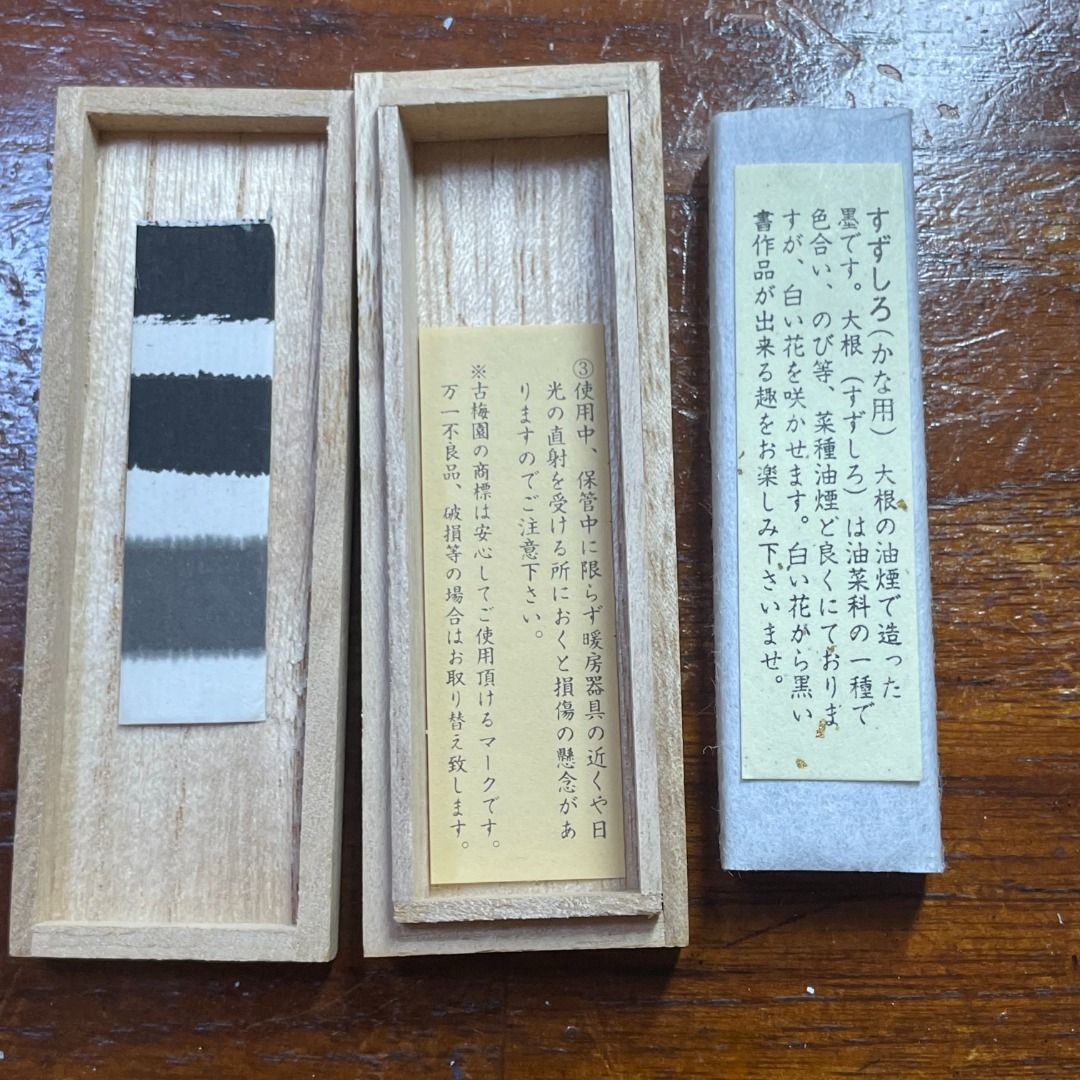 すずしろ(かな用) 大根の油煙で造った
墨です。大根(すずしろ)は油菜科の一種で
色合い、のび等、菜種油煙と良くにておりま
すが、白い花を咲かせます。白い花がら黒い
書作品が出来る趣をお楽しみ下さいませ。
③使用中、保管中に限らず暖房器具の近くや日
光の直射を受ける所におくと損傷の懸念があ
りますのでご注意下さい。
※古梅園の商標は安心してご使用頂けるマークです。
万一不良品、破損等の場合はお取り替え致します。